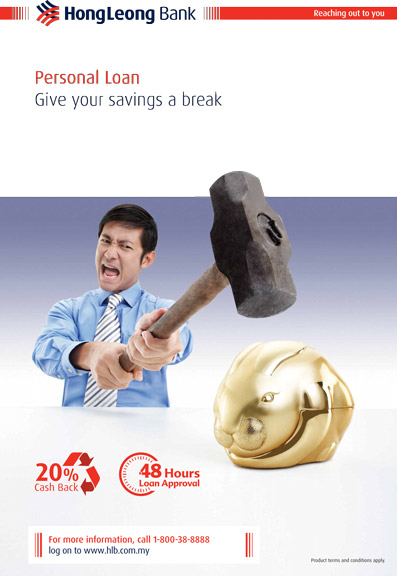 HongLeong Bank
Reaching out to you
Personal Loan
Give your savings a break
20%
Cash Back
48 Hours
Loan Approval
For more information, call 1-800-38-8888
log on to www.hlb.com.my
Product terms and conditions apply.